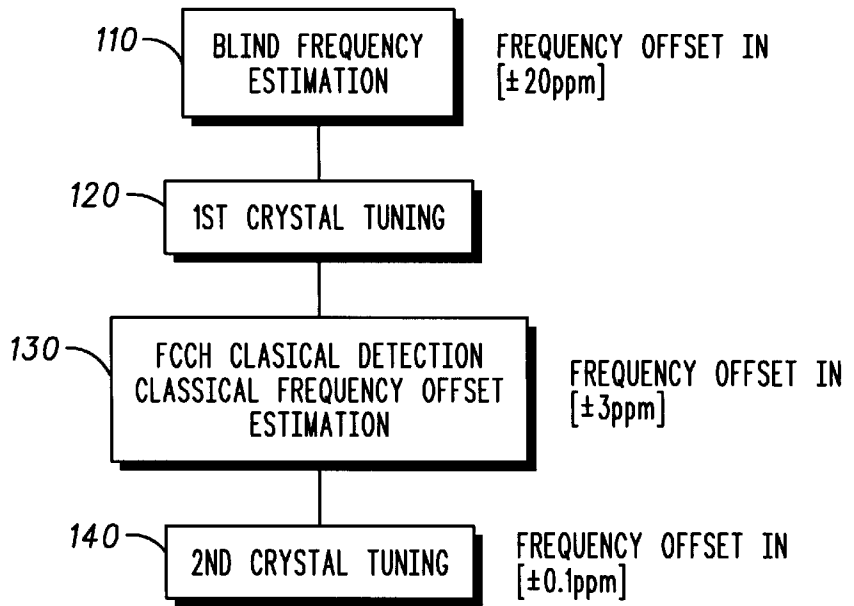 110
BLIND FREQUENCY
ESTIMATION
FREQUENCY OFFSET IN
[±20ppm]
120
1ST CRYSTAL TUNING
130
FCCH CLASICAL DETECTION
CLASSICAL FREQUENCY OFFSET
ESTIMATION
FREQUENCY OFFSET IN
[±3ppm]
140
2ND CRYSTAL TUNING
FREQUENCY OFFSET IN
[±0.1ppm]